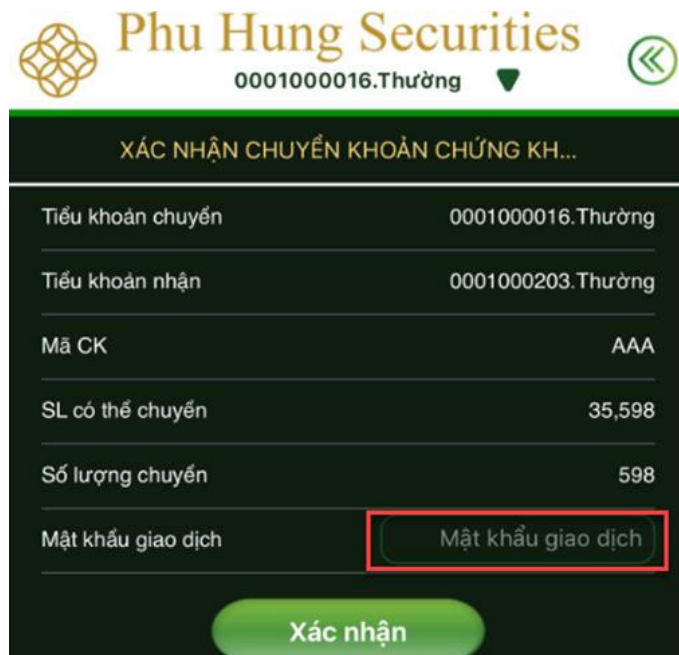 Phu Hung Securities
0001000016.Thường
XÁC NHẬN CHUYỂN KHOẢN CHỨNG KH...
Tiểu khoản chuyển 0001000016.Thường
Tiểu khoản nhận 0001000203.Thường
Mã CK AAA
SL có thể chuyển 35,598
Số lượng chuyển 598
Mật khẩu giao dịch Mật khẩu giao dịch
Xác nhận